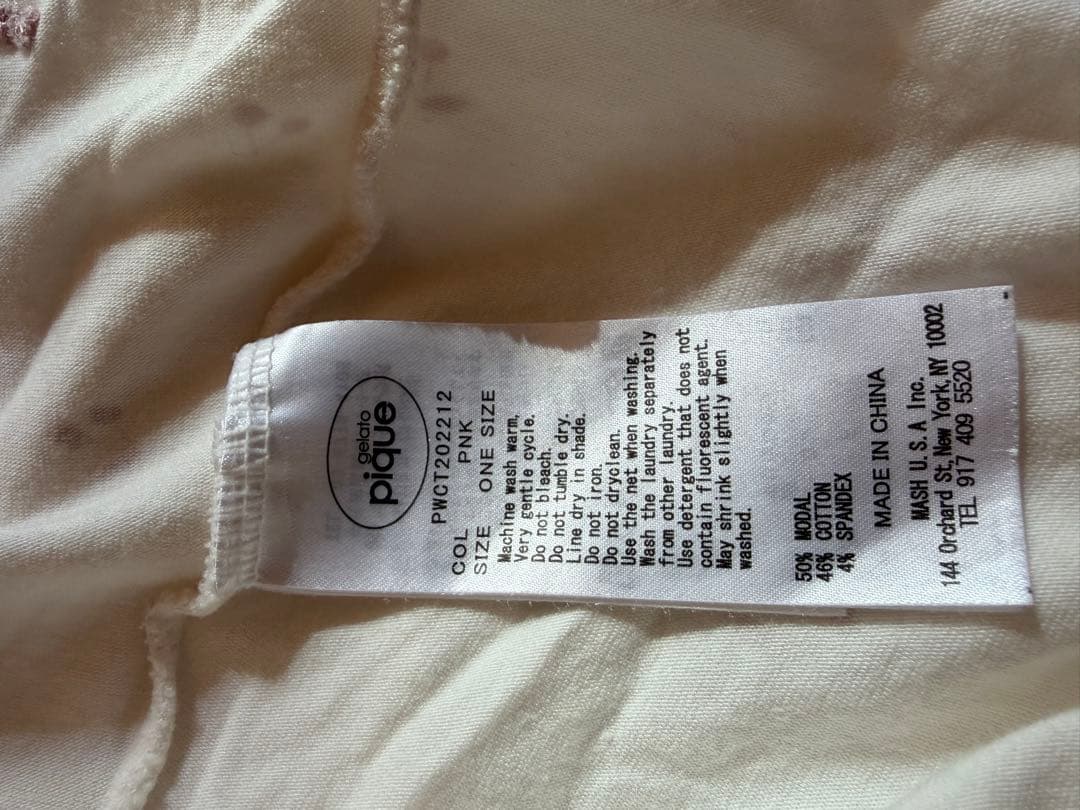 gelato
pique
PWCT202212
COL PNK
SIZE ONE SIZE
Machine wash warm.
Very gentle cycle.
Do not bleach.
Do not tumble dry.
Line dry in shade.
Do not iron.
Do not dryclean.
Use the net when washing.
Wash the laundry separately
from other laundry.
Use detergent that does not
contain fluorescent agent.
May shrink slightly when
washed.
50% MODAL
46% COTTON
4% SPANDEX
MADE IN CHINA
MASH U.S.A Inc.
144 Orchard St, New York, NY 10002
TEL 917 409 5520